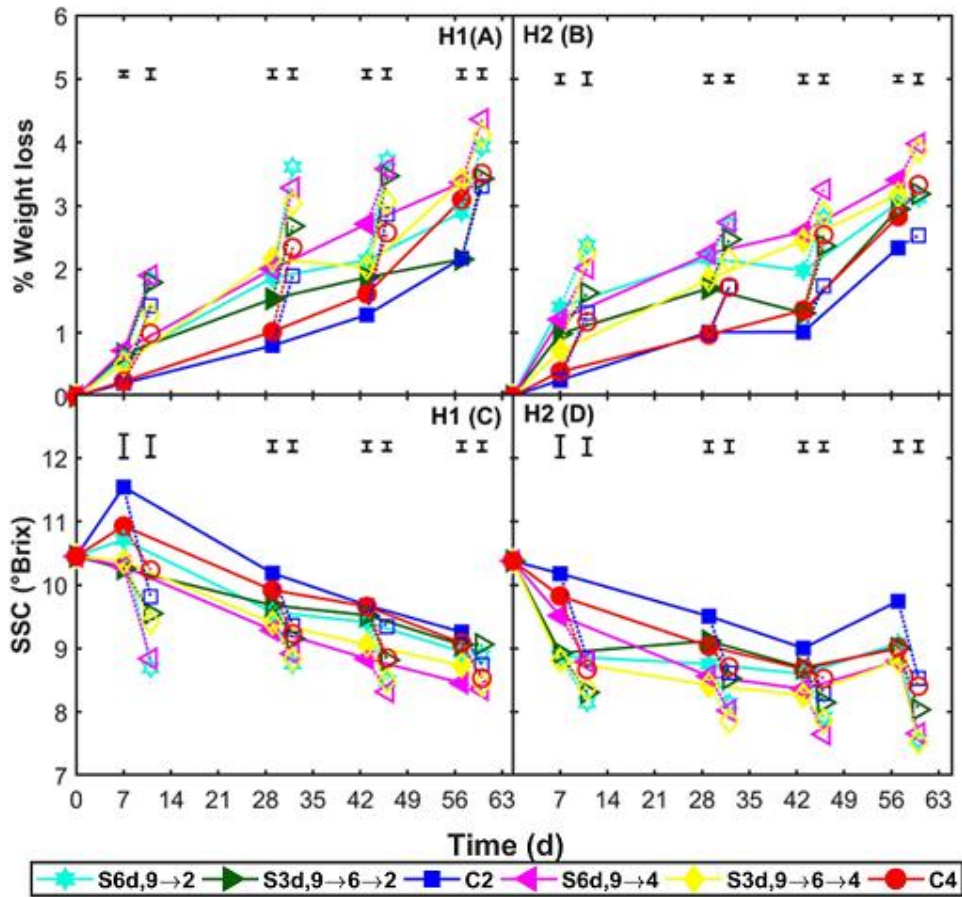 6
H1(A)
H2 (B)
5
4
3
2
1
0
% Weight loss
H1 (C)
H2 (D)
12
11
10
9
8
7
SSC (°Brix)
0 7 14 21 28 35 42 49 56 63 7 14 21 28 35 42 49 56 63
Time (d)
S6d,9→2 S3d,9→6→2 C2 S6d,9→4 S3d,9→6→4 C4